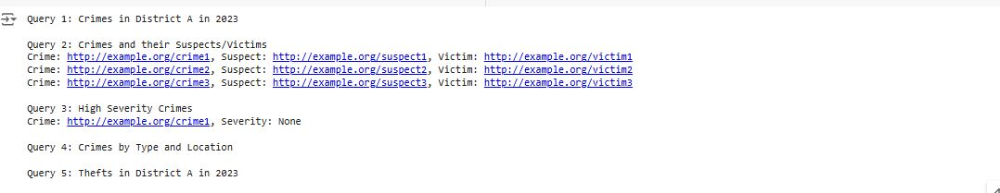 Query 1: Crimes in District A in 2023
Query 2: Crimes and their Suspects/Victims
Crime: http://example.org/crime1, Suspect: http://example.org/suspect1, Victim: http://example.org/victim1
Crime: http://example.org/crime2, Suspect: http://example.org/suspect2, Victim: http://example.org/victim2
Crime: http://example.org/crime3, Suspect: http://example.org/suspect3, Victim: http://example.org/victim3
Query 3: High Severity Crimes
Crime: http://example.org/crime1, Severity: None
Query 4: Crimes by Type and Location
Query 5: Thefts in District A in 2023